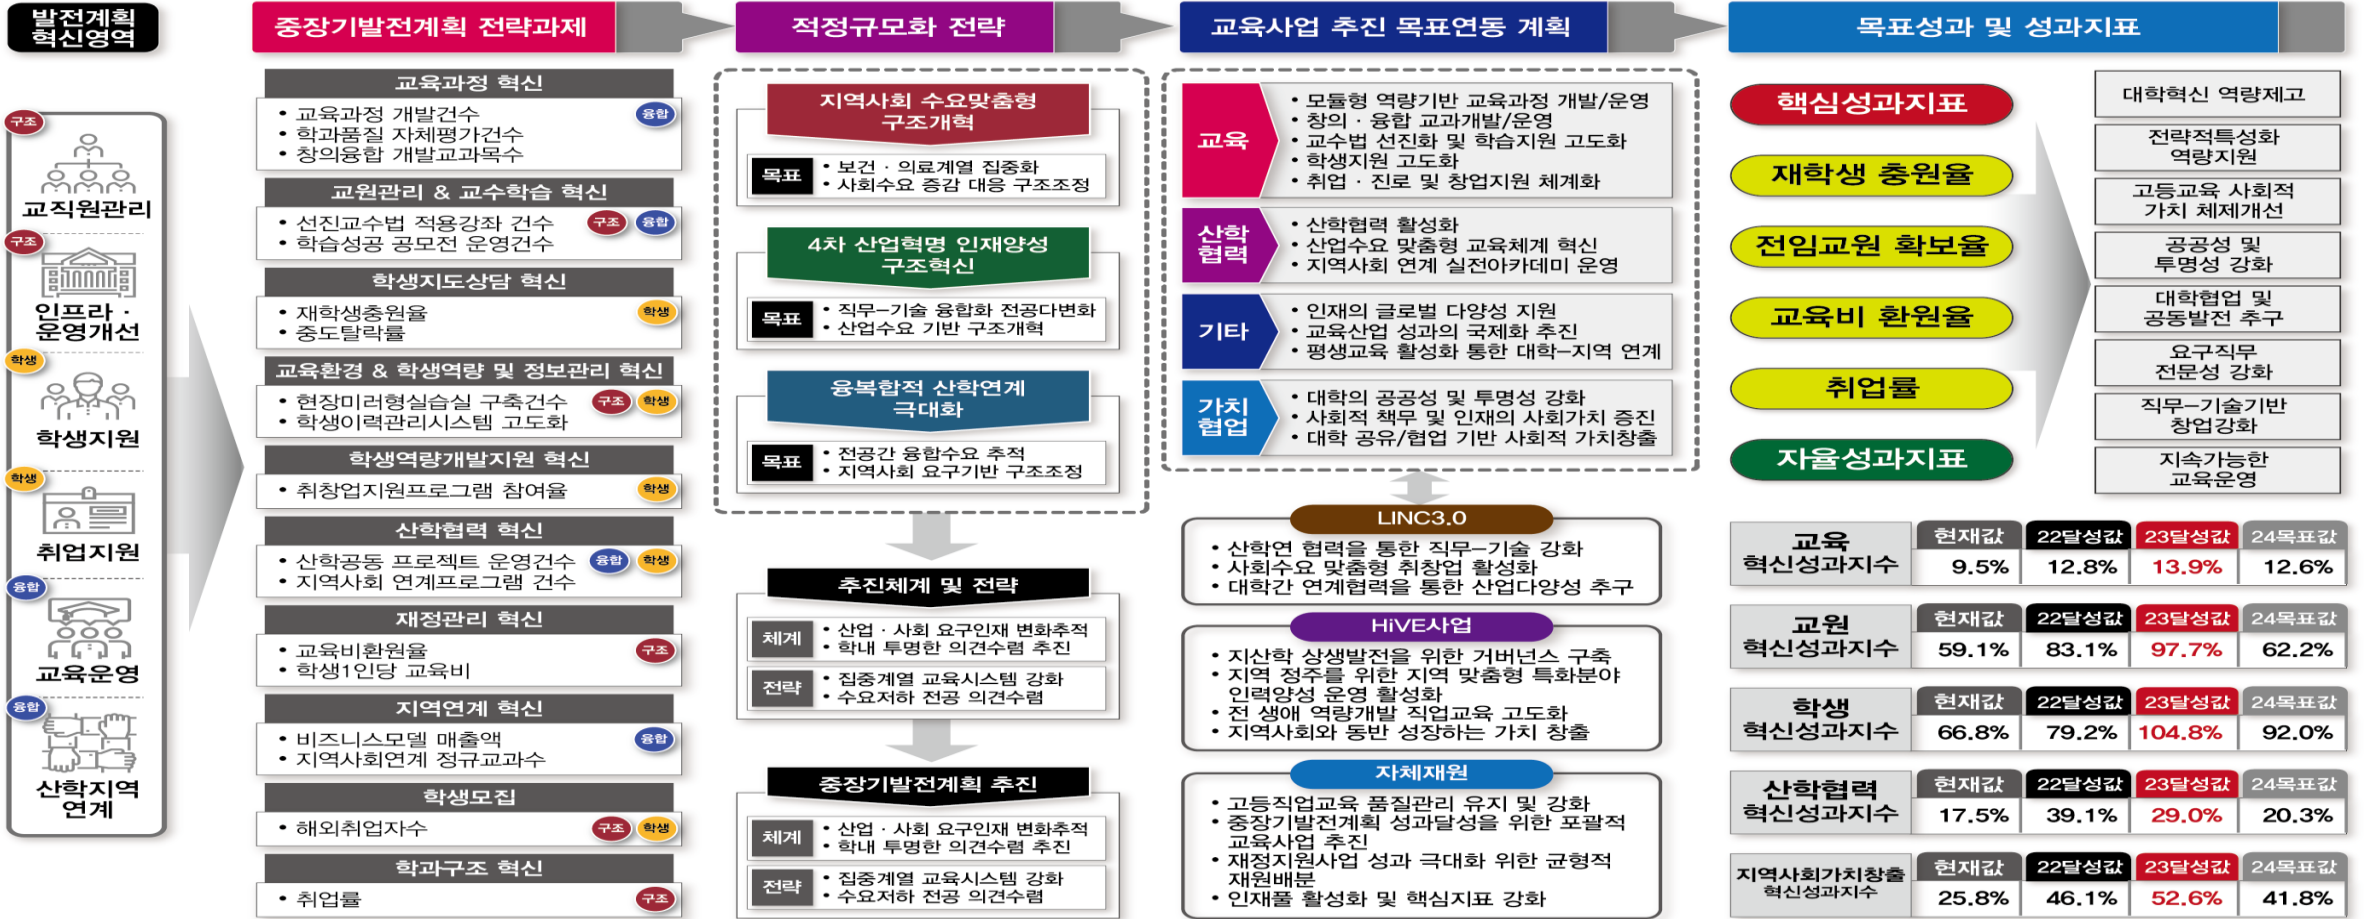 발전계획
혁신영역
중장기발전계획 전략과제
적정규모화 전략
교육사업 추진 목표연동 계획
목표성과 및 성과지표
구조
교직원관리
구조
인프라 ·
운영개선
학생
학생지원
학생
취업지원
융합
교육운영
융합
산학지역
연계
교육과정 혁신
• 교육과정 개발건수
융합
• 학과품질 자체평가건수
• 창의융합 개발교과목수
교원관리 & 교수학습 혁신
• 선진교수법 적용강좌 건수
구조 융합
• 학습성공 공모전 운영건수
학생지도상담 혁신
• 재학생충원율
학생
• 중도탈락률
교육환경 & 학생역량 및 정보관리 혁신
• 현장미러형실습실 구축건수
구조 학생
• 학생이력관리시스템 고도화
학생역량개발지원 혁신
• 취창업지원프로그램 참여율
학생
산학협력 혁신
• 산학공동 프로젝트 운영건수
융합 학생
• 지역사회 연계프로그램 건수
재정관리 혁신
• 교육비환원율
구조
• 학생1인당 교육비
지역연계 혁신
• 비즈니스모델 매출액
융합
• 지역사회연계 정규교과수
학생모집
• 해외취업자수
구조 학생
학과구조 혁신
• 취업률
구조
지역사회 수요맞춤형
구조개혁
목표
• 보건 · 의료계열 집중화
• 사회수요 증감 대응 구조조정
4차 산업혁명 인재양성
구조혁신
목표
• 직무–기술 융합화 전공다변화
• 산업수요 기반 구조개혁
융복합적 산학연계
극대화
목표
• 전공간 융합수요 추적
• 지역사회 요구기반 구조조정
추진체계 및 전략
체계
• 산업 · 사회 요구인재 변화추적
• 학내 투명한 의견수렴 추진
전략
• 집중계열 교육시스템 강화
• 수요저하 전공 의견수렴
중장기발전계획 추진
체계
• 산업 · 사회 요구인재 변화추적
• 학내 투명한 의견수렴 추진
전략
• 집중계열 교육시스템 강화
• 수요저하 전공 의견수렴
교육
• 모듈형 역량기반 교육과정 개발/운영
• 창의 · 융합 교과개발/운영
• 교수법 선진화 및 학습지원 고도화
• 학생지원 고도화
• 취업 · 진로 및 창업지원 체계화
산학
협력
• 산학협력 활성화
• 산업수요 맞춤형 교육체계 혁신
• 지역사회 연계 실전아카데미 운영
기타
• 인재의 글로벌 다양성 지원
• 교육산업 성과의 국제화 추진
• 평생교육 활성화 통한 대학–지역 연계
가치
협업
• 대학의 공공성 및 투명성 강화
• 사회적 책무 및 인재의 사회가치 증진
• 대학 공유/협업 기반 사회적 가치창출
LINC3.0
• 산학연 협력을 통한 직무–기술 강화
• 사회수요 맞춤형 취창업 활성화
• 대학간 연계협력을 통한 산업다양성 추구
HiVE사업
• 지산학 상생발전을 위한 거버넌스 구축
• 지역 정주를 위한 지역 맞춤형 특화분야
인력양성 운영 활성화
• 전 생애 역량개발 직업교육 고도화
• 지역사회와 동반 성장하는 가치 창출
자체재원
• 고등직업교육 품질관리 유지 및 강화
• 중장기발전계획 성과달성을 위한 포괄적
교육사업 추진
• 재정지원사업 성과 극대화 위한 균형적
재원배분
• 인재풀 활성화 및 핵심지표 강화
핵심성과지표
재학생 충원율
전임교원 확보율
교육비 환원율
취업률
자율성과지표
대학혁신 역량제고
전략적특성화
역량지원
고등교육 사회적
가치 체제개선
공공성 및
투명성 강화
대학협업 및
공동발전 추구
요구직무
전문성 강화
직무–기술기반
창업강화
지속가능한
교육운영
교육
혁신성과지수
현재값 22달성값 23달성값 24목표값
9.5% 12.8% 13.9% 12.6%
교원
혁신성과지수
현재값 22달성값 23달성값 24목표값
59.1% 83.1% 97.7% 62.2%
학생
혁신성과지수
현재값 22달성값 23달성값 24목표값
66.8% 79.2% 104.8% 92.0%
산학협력
혁신성과지수
현재값 22달성값 23달성값 24목표값
17.5% 39.1% 29.0% 20.3%
지역사회가치창출
혁신성과지수
현재값 22달성값 23달성값 24목표값
25.8% 46.1% 52.6% 41.8%